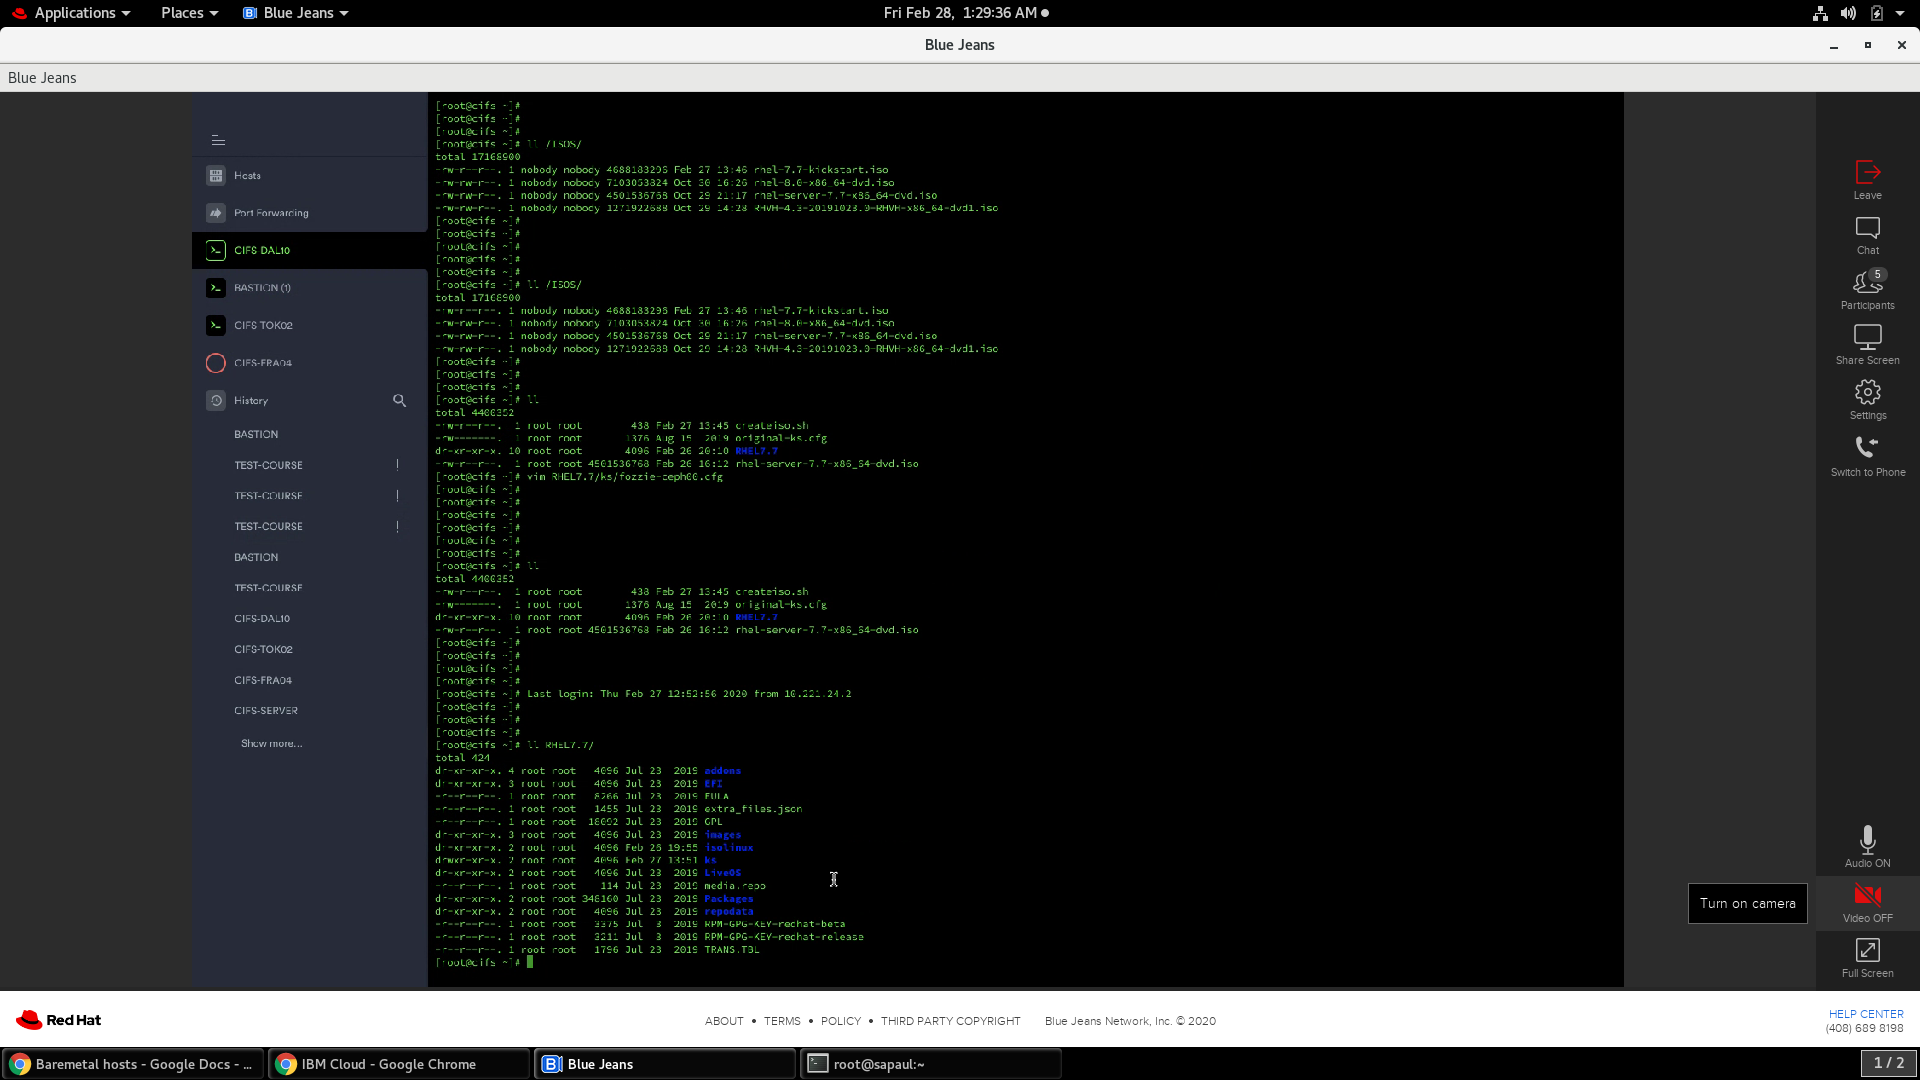 Applications
Places
Blue Jeans
Fri Feb 28, 1:29:36 AM
Blue Jeans
Blue Jeans
Hosts
Port Forwarding
CIFS-DAL10
BASTION (1)
CIFS-TOK02
CIFS-FRA04
History
BASTION
TEST-COURSE !
TEST-COURSE !
TEST-COURSE !
BASTION
TEST-COURSE
CIFS-DAL10
CIFS-TOK02
CIFS-FRA04
CIFS-SERVER
Show more...
[root@cifs ~]#
[root@cifs ~]#
[root@cifs ~]#
[root@cifs ~]# ll /ISOS/
total 17168900
-rw-r--r--. 1 nobody nobody 4688183296 Feb 27 13:46 rhel-7.7-kickstart.iso
-rw-rw-r--. 1 nobody nobody 7103053824 Oct 30 16:26 rhel-8.0-x86_64-dvd.iso
-rw-rw-r--. 1 nobody nobody 4501536768 Oct 29 21:17 rhel-server-7.7-x86_64-dvd.iso
-rw-rw-r--. 1 nobody nobody 1271922688 Oct 29 14:28 RHVH-4.3-20191023.0-RHVH-x86_64-dvd1.iso
[root@cifs ~]#
[root@cifs ~]#
[root@cifs ~]#
[root@cifs ~]#
[root@cifs ~]#
[root@cifs ~]# ll /ISOS/
total 17168900
-rw-r--r--. 1 nobody nobody 4688183296 Feb 27 13:46 rhel-7.7-kickstart.iso
-rw-rw-r--. 1 nobody nobody 7103053824 Oct 30 16:26 rhel-8.0-x86_64-dvd.iso
-rw-rw-r--. 1 nobody nobody 4501536768 Oct 29 21:17 rhel-server-7.7-x86_64-dvd.iso
-rw-rw-r--. 1 nobody nobody 1271922688 Oct 29 14:28 RHVH-4.3-20191023.0-RHVH-x86_64-dvd1.iso
[root@cifs ~]#
[root@cifs ~]#
[root@cifs ~]#
[root@cifs ~]# ll
total 4400352
-rw-r--r--. 1 root root 438 Feb 27 13:45 createiso.sh
-rw-------. 1 root root 1376 Aug 15 2019 original-ks.cfg
dr-xr-xr-x. 10 root root 4096 Feb 26 20:10 RHEL7.7
-rw-r--r--. 1 root root 4501536768 Feb 26 16:12 rhel-server-7.7-x86_64-dvd.iso
[root@cifs ~]# vim RHEL7.7/ks/fozzie-ceph00.cfg
[root@cifs ~]#
[root@cifs ~]#
[root@cifs ~]#
[root@cifs ~]#
[root@cifs ~]#
[root@cifs ~]#
[root@cifs ~]# ll
total 4400352
-rw-r--r--. 1 root root 438 Feb 27 13:45 createiso.sh
-rw-------. 1 root root 1376 Aug 15 2019 original-ks.cfg
dr-xr-xr-x. 10 root root 4096 Feb 26 20:10 RHEL7.7
-rw-r--r--. 1 root root 4501536768 Feb 26 16:12 rhel-server-7.7-x86_64-dvd.iso
[root@cifs ~]#
[root@cifs ~]#
[root@cifs ~]#
[root@cifs ~]#
[root@cifs ~]# Last login: Thu Feb 27 12:52:56 2020 from 10.221.24.2
[root@cifs ~]#
[root@cifs ~]#
[root@cifs ~]#
[root@cifs ~]# ll RHEL7.7/
total 424
dr-xr-xr-x. 4 root root 4096 Jul 23 2019 addons
dr-xr-xr-x. 3 root root 4096 Jul 23 2019 EFI
-r--r--r--. 1 root root 8266 Jul 23 2019 EULA
-r--r--r--. 1 root root 1455 Jul 23 2019 extra_files.json
-r--r--r--. 1 root root 18092 Jul 23 2019 GPL
dr-xr-xr-x. 3 root root 4096 Jul 23 2019 images
dr-xr-xr-x. 2 root root 4096 Feb 26 19:55 isolinux
drwxr-xr-x. 2 root root 4096 Feb 27 13:51 ks
dr-xr-xr-x. 2 root root 4096 Jul 23 2019 LiveOS
-r--r--r--. 1 root root 114 Jul 23 2019 media.repo
dr-xr-xr-x. 2 root root 348160 Jul 23 2019 Packages
dr-xr-xr-x. 2 root root 4096 Jul 23 2019 repodata
-r--r--r--. 1 root root 3375 Jul 3 2019 RPM-GPG-KEY-redhat-beta
-r--r--r--. 1 root root 3211 Jul 3 2019 RPM-GPG-KEY-redhat-release
-r--r--r--. 1 root root 1796 Jul 23 2019 TRANS.TBL
[root@cifs ~]#
Leave
Chat
5
Participants
Share Screen
Settings
Switch to Phone
Audio ON
Turn on camera
Video OFF
Full Screen
Red Hat
ABOUT • TERMS • POLICY • THIRD PARTY COPYRIGHT Blue Jeans Network, Inc. © 2020
HELP CENTER
(408) 689 8198
Baremetal hosts - Google Docs - ...
IBM Cloud - Google Chrome
Blue Jeans
root@sapaul:~
1 / 2